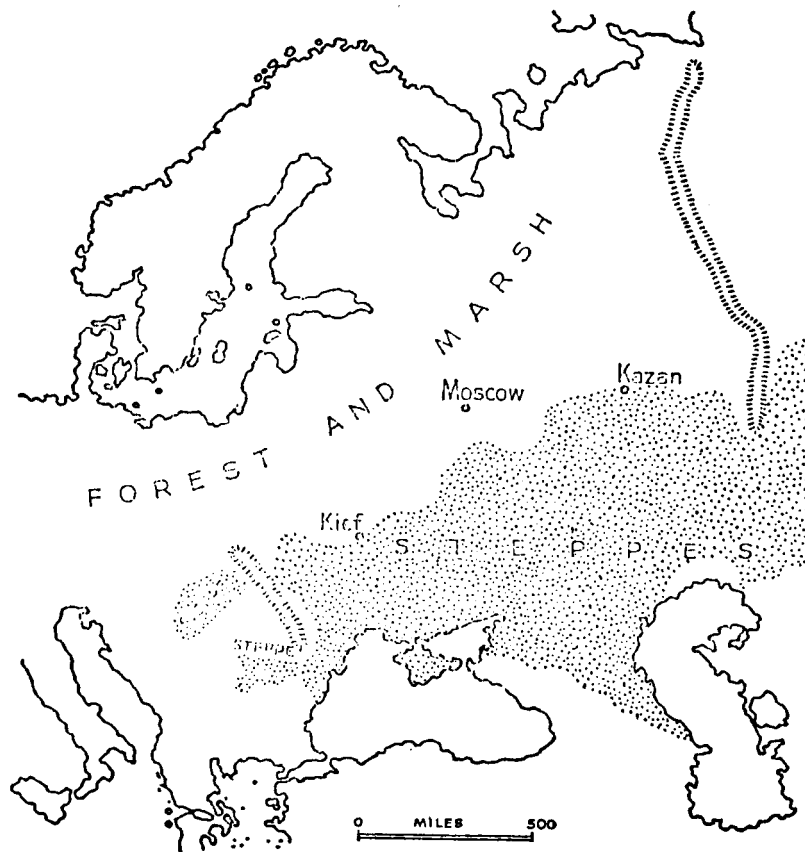 FOREST AND MARSH
Kazan
Moscow
Kief
STEPPES
STEPPE
0 MILES 500